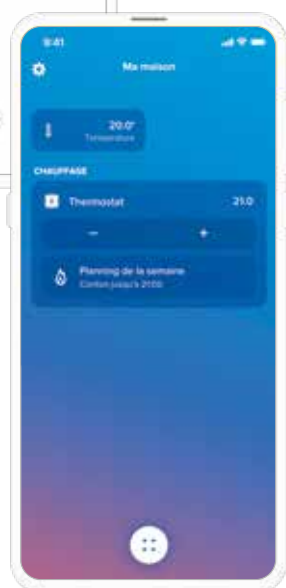 9:41
Ma maison
20.0°
Température
CHAUFFAGE
Thermostat
21.0
−
+
Planning de la semaine
Confort jusqu'à 21:00